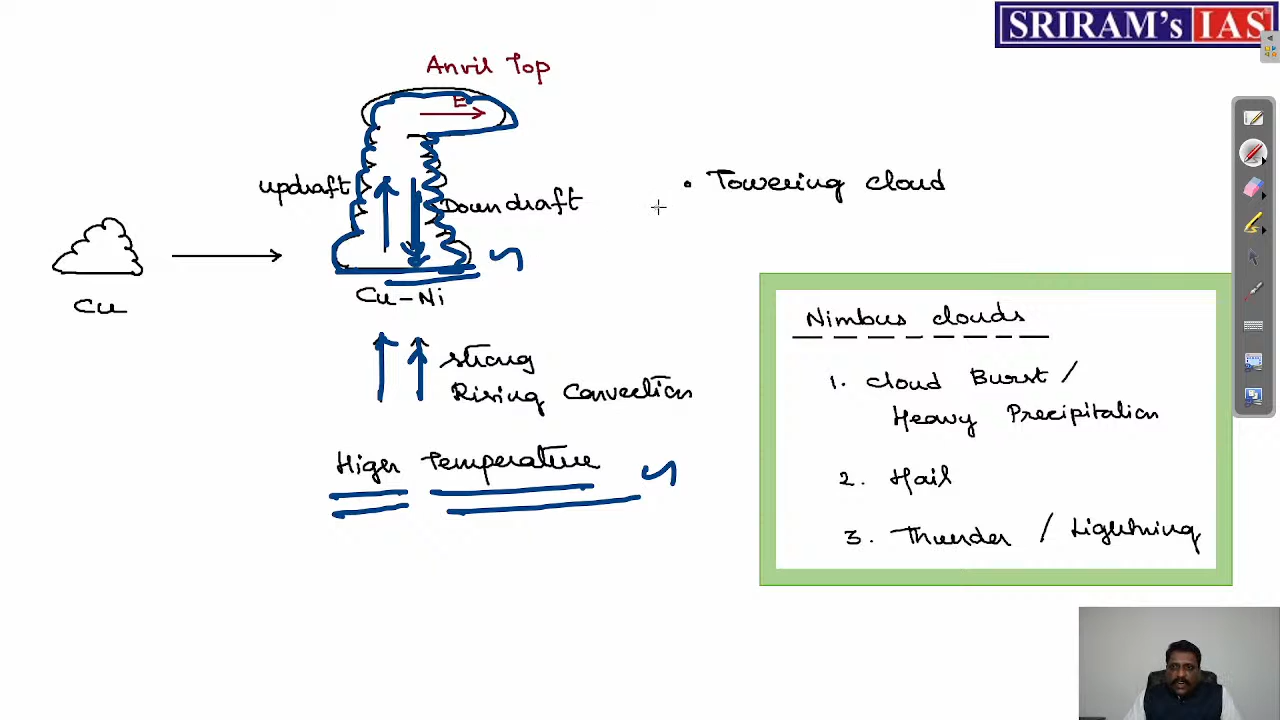 SRIRAM's IAS
Anvil Top
E
updraft
Downdraft
• Towering cloud
Cu
Cu-Ni
strong
Rising Convection
Higer Temperature
Nimbus clouds
1. Cloud Burst /
Heavy Precipitation
2. Hail
3. Thunder / Lightning